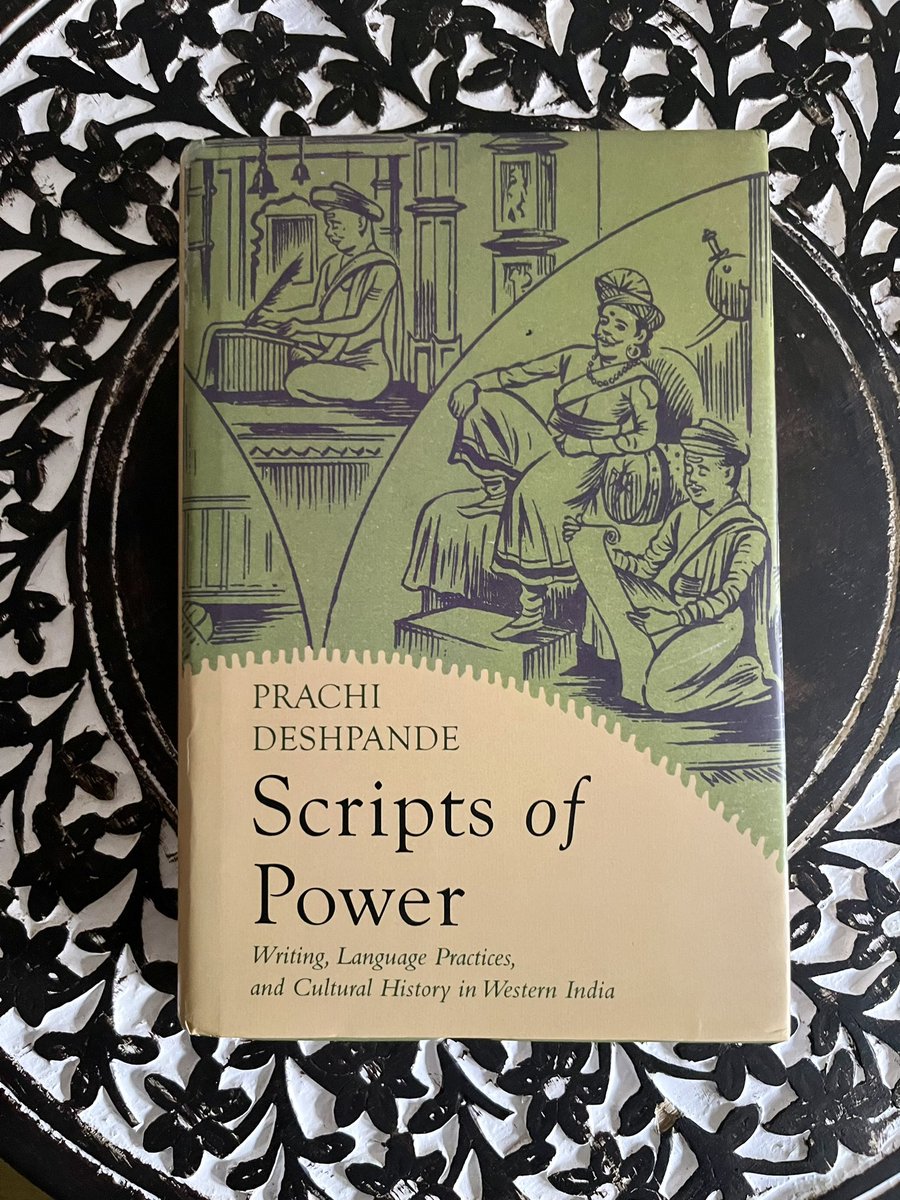 PRACHI
DESHPANDE
Scripts of
Power
Writing, Language Practices,
and Cultural History in Western India